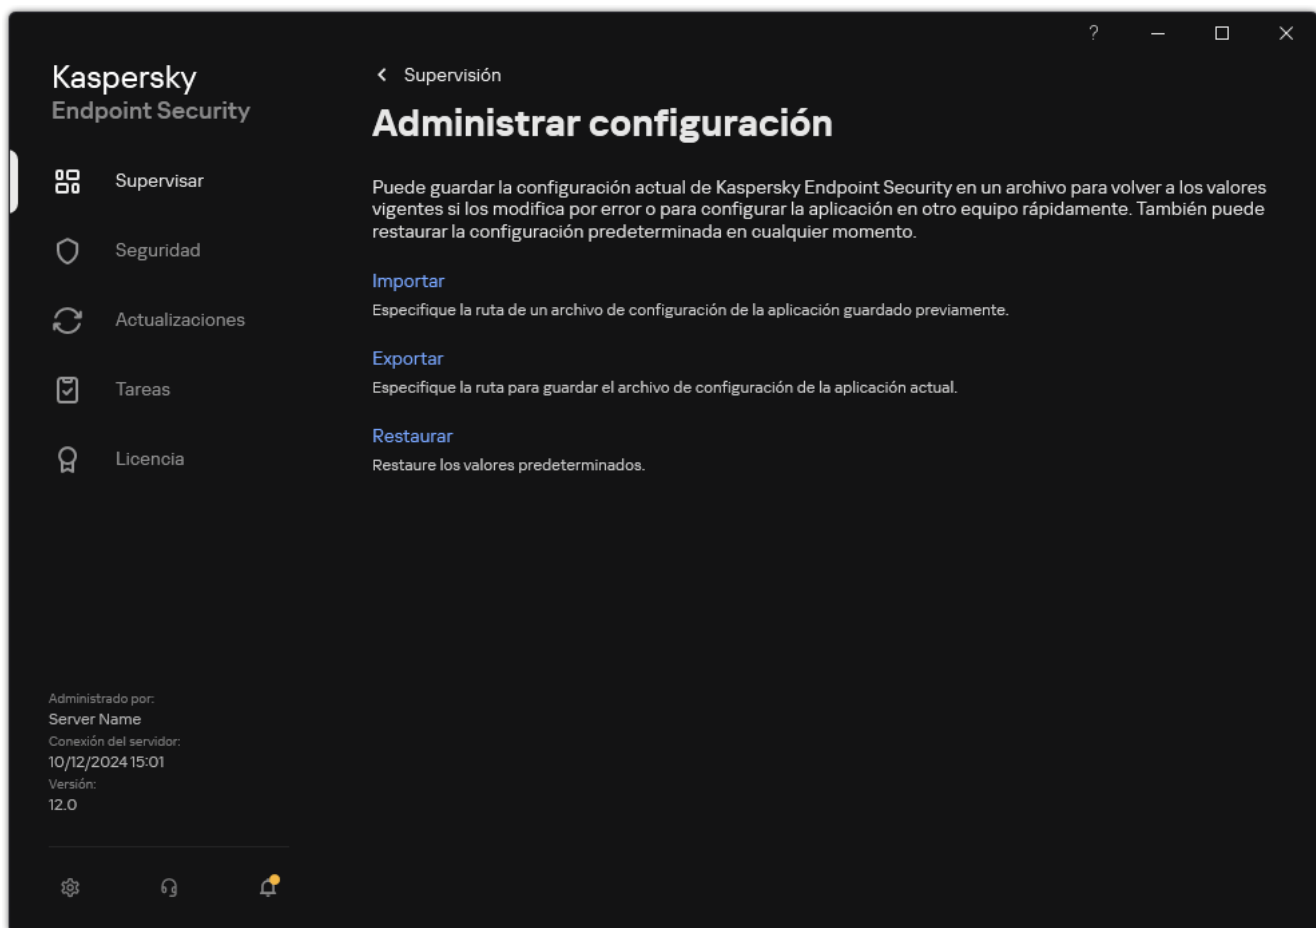 ?
Kaspersky
Endpoint Security
Supervisar
Seguridad
Actualizaciones
Tareas
Licencia
Administrado por:
Server Name
Conexión del servidor:
10/12/2024 15:01
Versión:
12.0
Supervisión
Administrar configuración
Puede guardar la configuración actual de Kaspersky Endpoint Security en un archivo para volver a los valores
vigentes si los modifica por error o para configurar la aplicación en otro equipo rápidamente. También puede
restaurar la configuración predeterminada en cualquier momento.
Importar
Especifique la ruta de un archivo de configuración de la aplicación guardado previamente.
Exportar
Especifique la ruta para guardar el archivo de configuración de la aplicación actual.
Restaurar
Restaure los valores predeterminados.